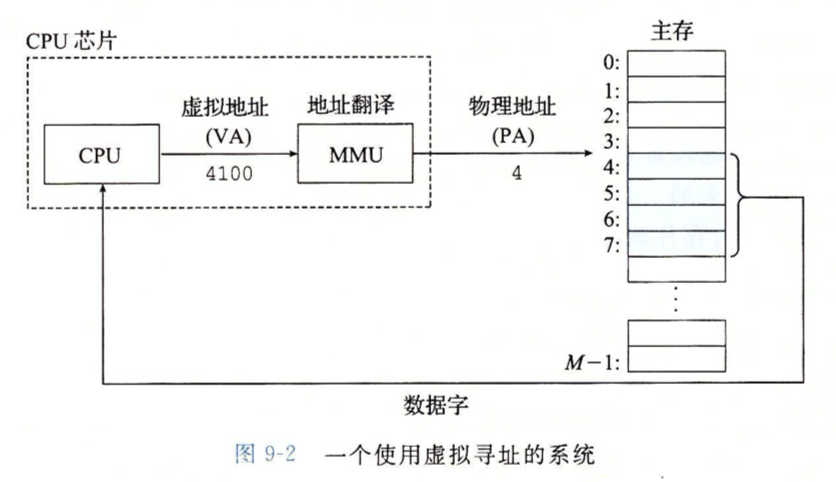 CPU 芯片
虚拟地址
(VA)
4100
地址翻译
CPU
MMU
物理地址
(PA)
4
主存
0:
1:
2:
3:
4:
5:
6:
7:
M−1:
数据字
图 9-2 一个使用虚拟寻址的系统